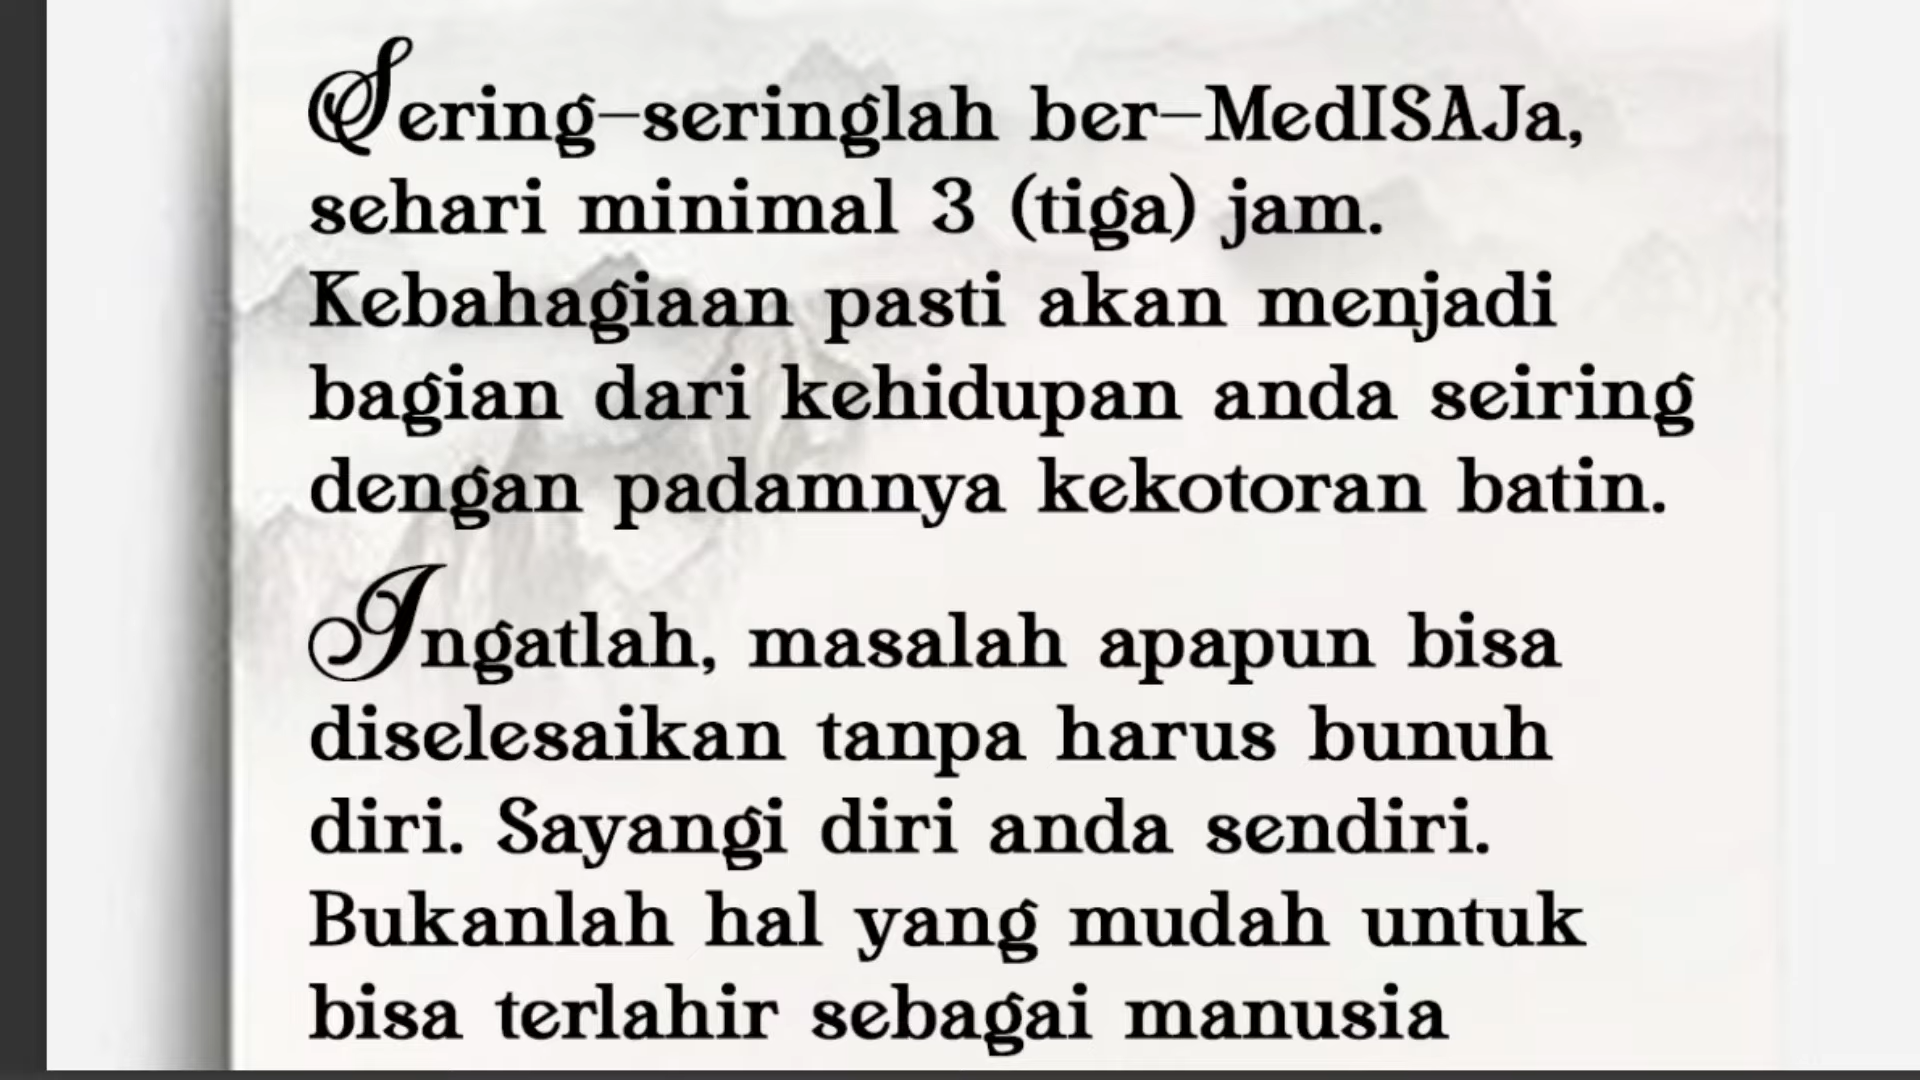 Sering-seringlah ber-MedISAJa,
sehari minimal 3 (tiga) jam.
Kebahagiaan pasti akan menjadi
bagian dari kehidupan anda seiring
dengan padamnya kekotoran batin.
Ingatlah, masalah apapun bisa
diselesaikan tanpa harus bunuh
diri. Sayangi diri anda sendiri.
Bukanlah hal yang mudah untuk
bisa terlahir sebagai manusia